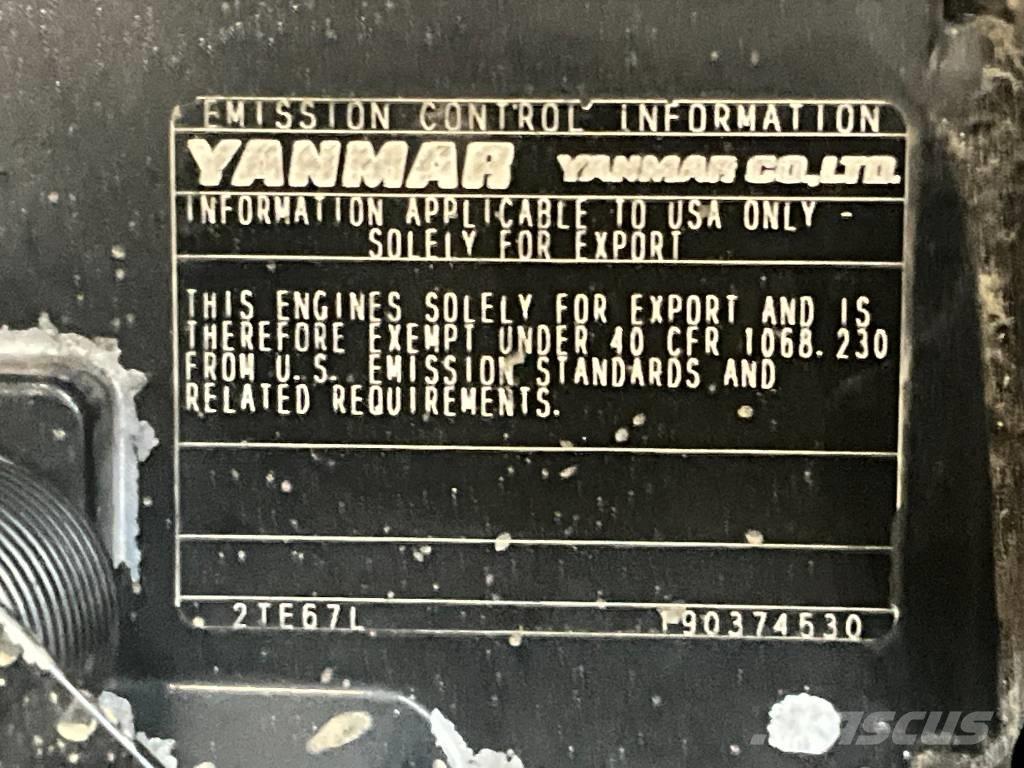 EMISSION CONTROL INFORMATION
YANMAR YANMAR CO.,LTD.
INFORMATION APPLICABLE TO USA ONLY -
SOLELY FOR EXPORT
THIS ENGINES SOLELY FOR EXPORT AND IS
THEREFORE EXEMPT UNDER 40 CFR 1068.230
FROM U.S. EMISSION STANDARDS AND
RELATED REQUIREMENTS.
2TE67L 190374530